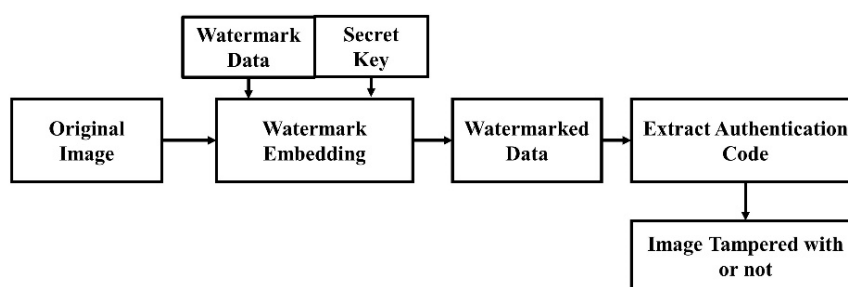 Watermark
Data
Secret
Key
Original
Image
Watermark
Embedding
Watermarked
Data
Extract Authentication
Code
Image Tampered with
or not